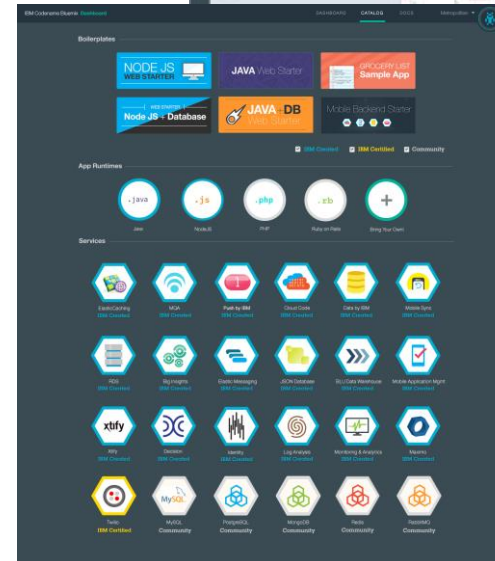 IBM Codename: Bluemix Dashboard
DASHBOARD CATALOG DOCS
Boilerplates
NODE JS
WEB STARTER
JAVA Web Starter
GROCERY LIST
Sample App
WEB STARTER
Node JS + Database
JAVA+DB
Web Starter
Mobile Backend Starter
IBM Created IBM Certified Community
App Runtimes
.java .js .php .rb +
Java NodeJS PHP Ruby on Rails Bring Your Own!
Services
ElasticCaching MQA Push by IBM Cloud Code Data by IBM Mobile Sync
IBM Created IBM Created IBM Created IBM Created IBM Created IBM Created
RDS Big Insights Elastic Messaging JSON Database BLU Data Warehouse Mobile Application Mgmt
IBM Created IBM Created IBM Created IBM Created IBM Created IBM Created
xtify
Xtify Decision Identity Log Analysis Monitoring & Analytics Maximo
IBM Created IBM Created IBM Created IBM Created IBM Created IBM Created
MySQL
Twilio MySQL PostgreSQL MongoDB Redis RabbitMQ
IBM Certified Community Community Community Community Community